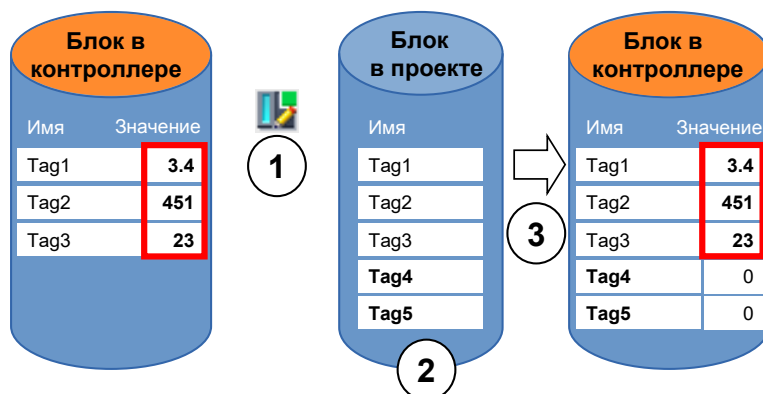 Блок в
контроллере
Имя Значение
Tag1 3.4
Tag2 451
Tag3 23
1
Блок
в проекте
Имя
Tag1
Tag2
Tag3
Tag4
Tag5
2
3
Блок в
контроллере
Имя Значение
Tag1 3.4
Tag2 451
Tag3 23
Tag4 0
Tag5 0